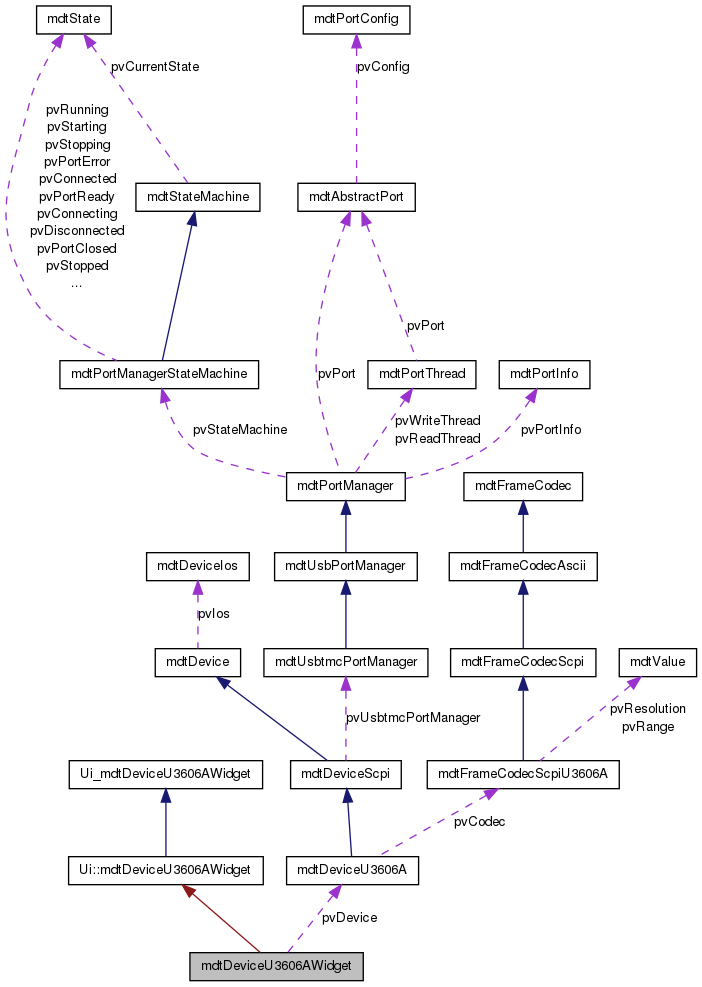 mdtState
mdtPortConfig
pvCurrentState
pvConfig
pvRunning
pvStarting
pvStopping
pvPortError
pvConnected
pvPortReady
pvConnecting
pvDisconnected
pvPortClosed
pvStopped
...
mdtStateMachine
mdtAbstractPort
pvPort
mdtPortManagerStateMachine
pvPort
mdtPortThread
mdtPortInfo
pvStateMachine
pvWriteThread
pvReadThread
pvPortInfo
mdtPortManager
mdtFrameCodec
mdtDeviceIos
mdtUsbPortManager
mdtFrameCodecAscii
pvIos
mdtDevice
mdtUsbtmcPortManager
mdtFrameCodecScpi
mdtValue
pvUsbtmcPortManager
pvResolution
pvRange
Ui_mdtDeviceU3606AWidget
mdtDeviceScpi
mdtFrameCodecScpiU3606A
pvCodec
Ui::mdtDeviceU3606AWidget
mdtDeviceU3606A
pvDevice
mdtDeviceU3606AWidget